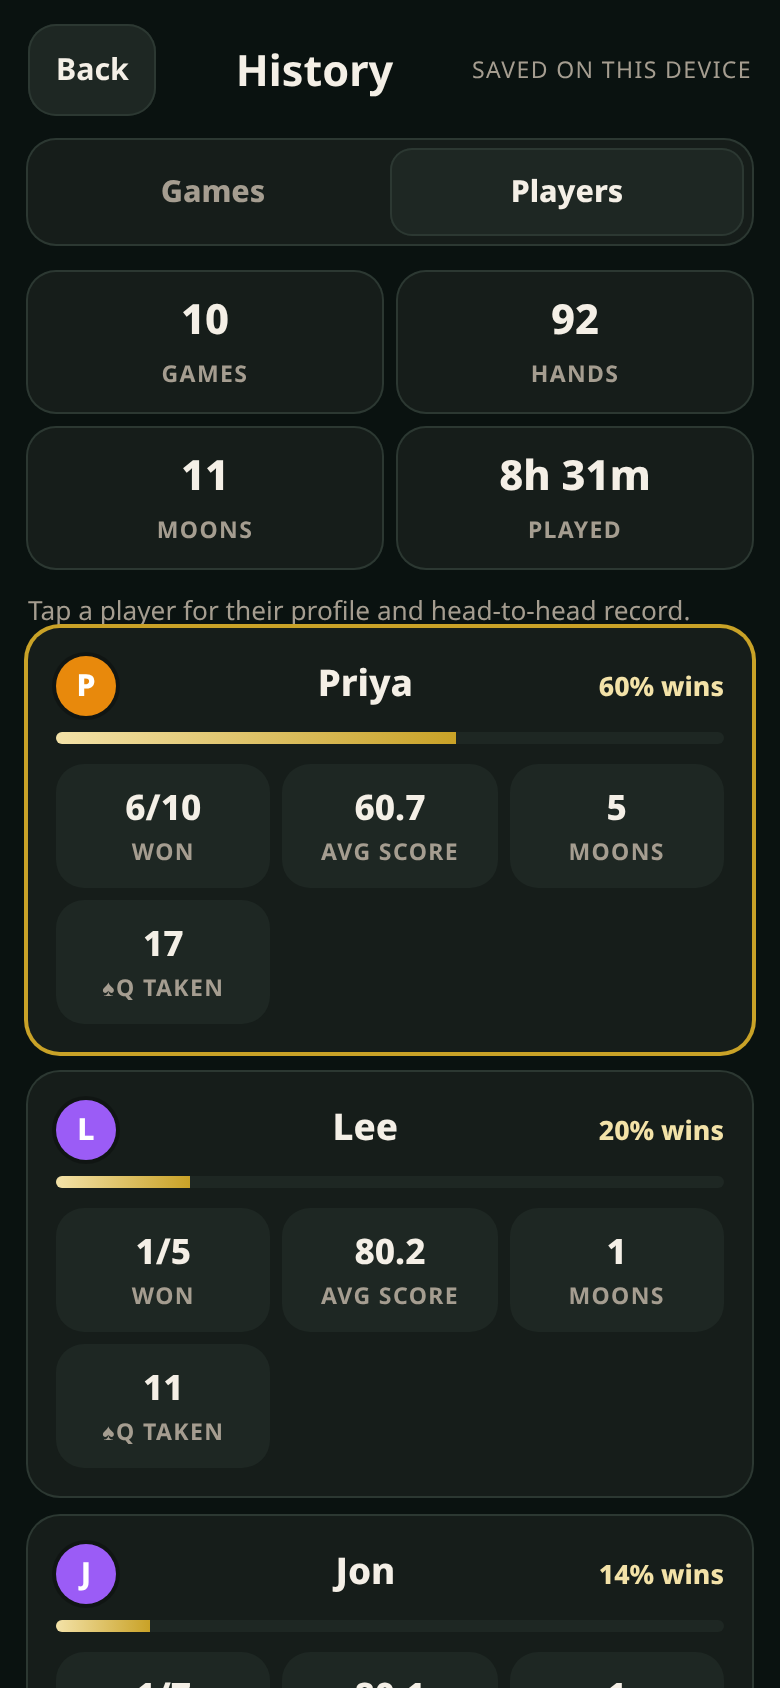 Back
History
SAVED ON THIS DEVICE
Games
Players
10
GAMES
92
HANDS
11
MOONS
8h 31m
PLAYED
Tap a player for their profile and head-to-head record.
P
Priya
60% wins
6/10
WON
60.7
AVG SCORE
5
MOONS
17
♠Q TAKEN
L
Lee
20% wins
1/5
WON
80.2
AVG SCORE
1
MOONS
11
♠Q TAKEN
J
Jon
14% wins